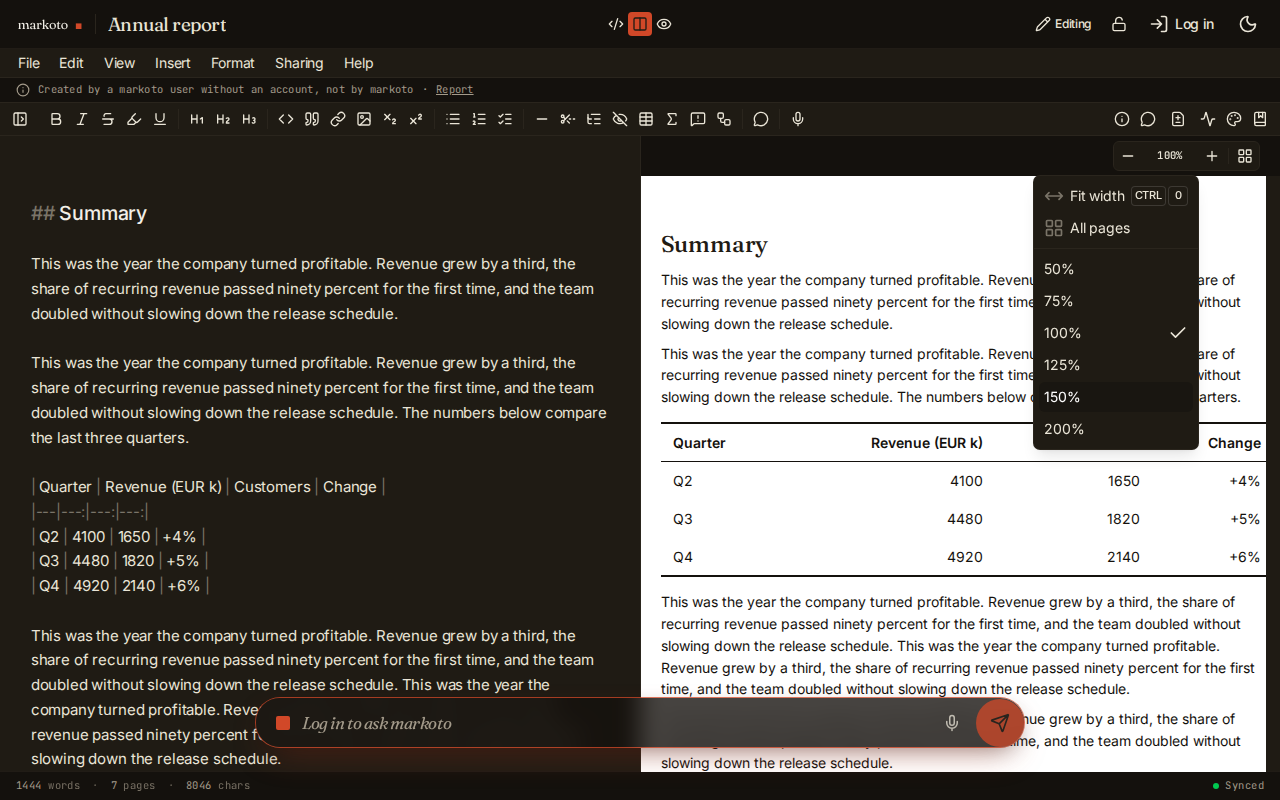 markoto
Annual report
Editing
Log in
File Edit View Insert Format Sharing Help
Created by a markoto user without an account, not by markoto · Report
B I S U H1 H2 H3 X2 x²
100%
## Summary
This was the year the company turned profitable. Revenue grew by a third, the
share of recurring revenue passed ninety percent for the first time, and the team
doubled without slowing down the release schedule.
This was the year the company turned profitable. Revenue grew by a third, the
share of recurring revenue passed ninety percent for the first time, and the team
doubled without slowing down the release schedule. The numbers below compare
the last three quarters.
| Quarter | Revenue (EUR k) | Customers | Change |
|---|---:|---:|---:|
| Q2 | 4100 | 1650 | +4% |
| Q3 | 4480 | 1820 | +5% |
| Q4 | 4920 | 2140 | +6% |
This was the year the company turned profitable. Revenue grew by a third, the
share of recurring revenue passed ninety percent for the first time, and the team
doubled without slowing down the release schedule. This was the year the
company turned profitable.
revenue passed ninety percent
slowing down the release schedule.
Summary
This was the year the company turned profitable. are of
recurring revenue passed ninety percent for the first time
slowing down the release schedule.
This was the year the company turned profitable. are of
recurring revenue passed ninety percent for the first time
slowing down the release schedule. The numbers below
Quarter Revenue (EUR k) Change
Q2 4100 1650 +4%
Q3 4480 1820 +5%
Q4 4920 2140 +6%
This was the year the company turned profitable. Revenue grew by a third, the share of
recurring revenue passed ninety percent for the first time, and the team doubled without
slowing down the release schedule. This was the year the company turned profitable.
Revenue grew by a third, the share of recurring revenue passed ninety percent for the first
time, and the team doubled without slowing down the release schedule.
grew by a third, the share of
slowing down the release schedule.
Fit width CTRL 0
All pages
50%
75%
100%
125%
150%
200%
Log in to ask markoto
1444 words · 7 pages · 8046 chars
Synced